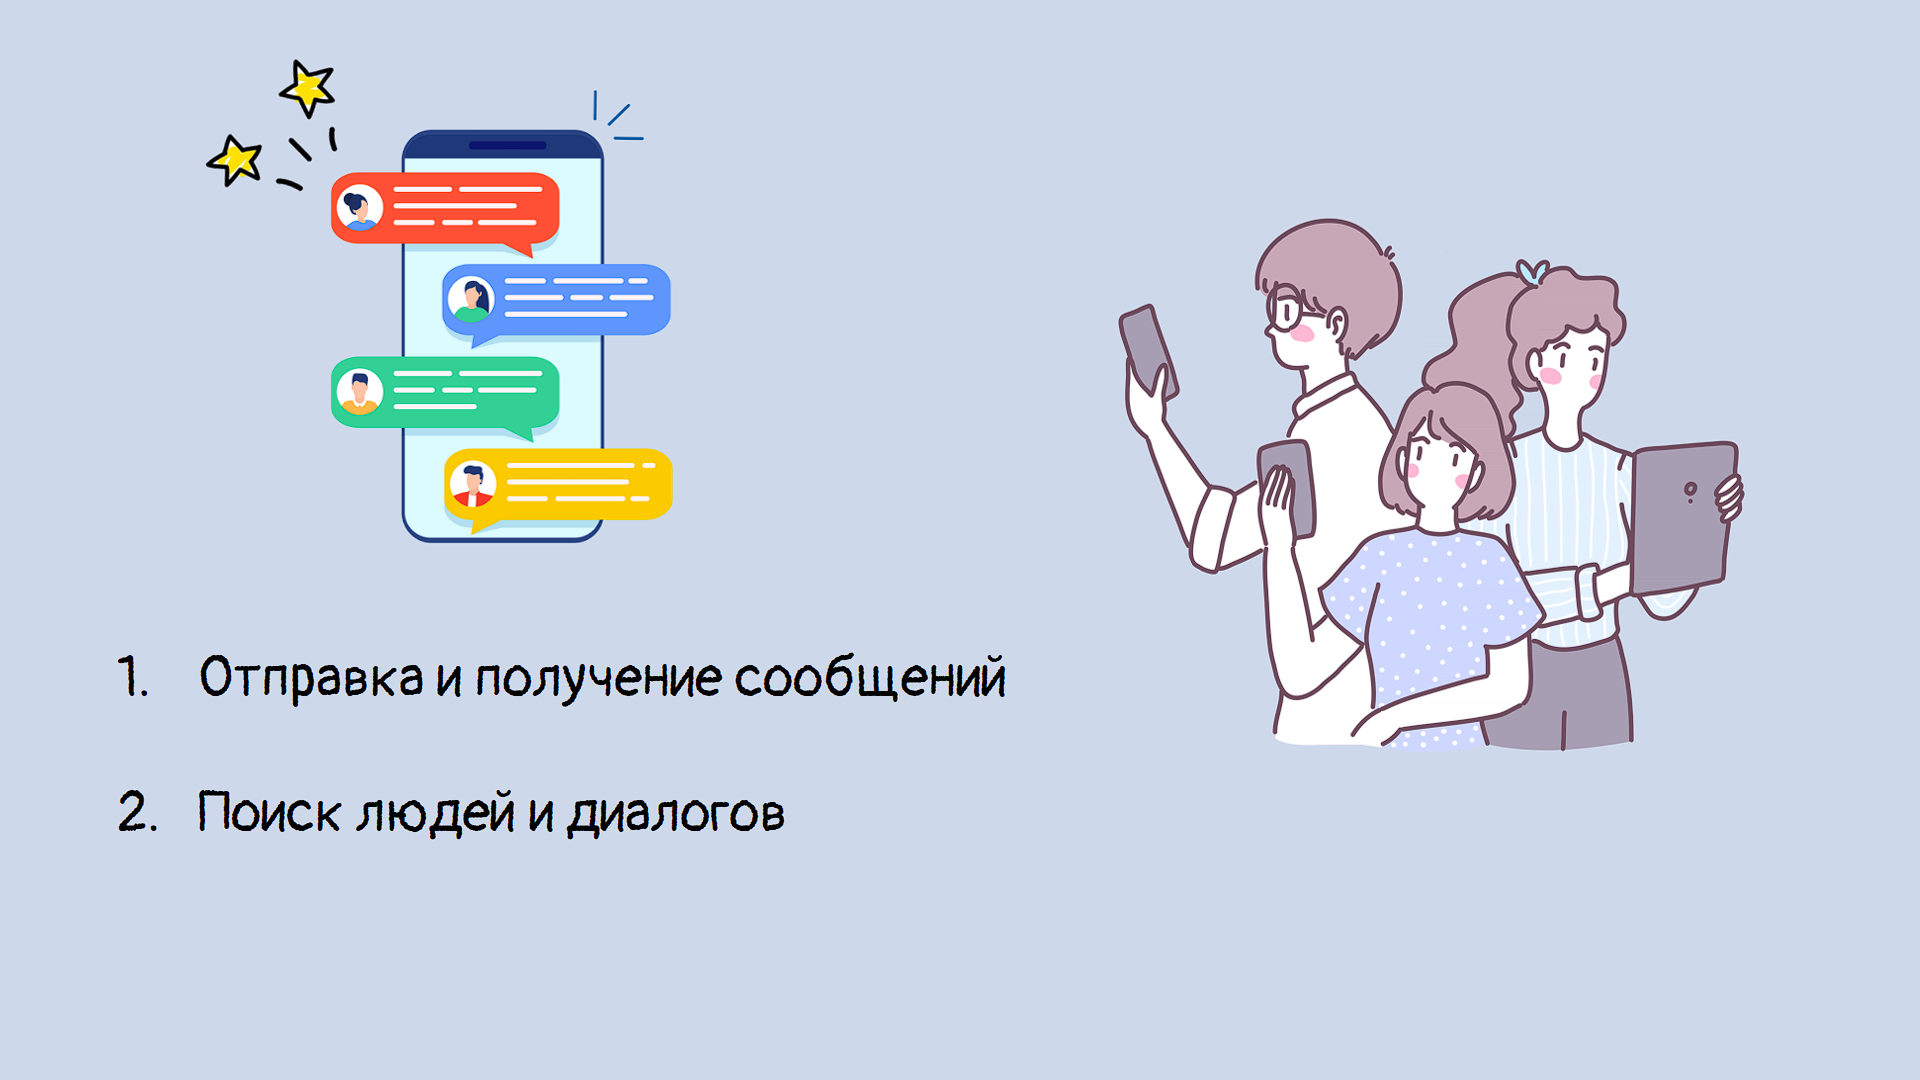 1. Отправка и получение сообщений
2. Поиск людей и диалогов